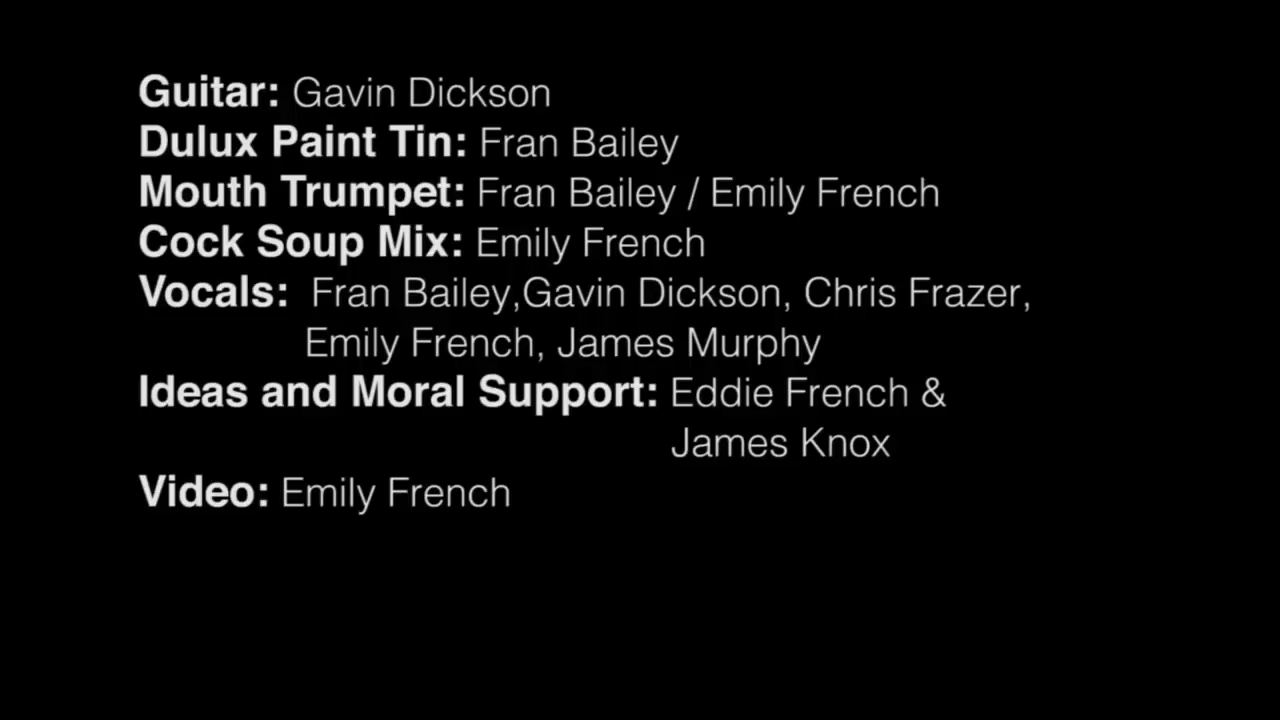 Guitar: Gavin Dickson
Dulux Paint Tin: Fran Bailey
Mouth Trumpet: Fran Bailey / Emily French
Cock Soup Mix: Emily French
Vocals: Fran Bailey,Gavin Dickson, Chris Frazer,
Emily French, James Murphy
Ideas and Moral Support: Eddie French &
James Knox
Video: Emily French